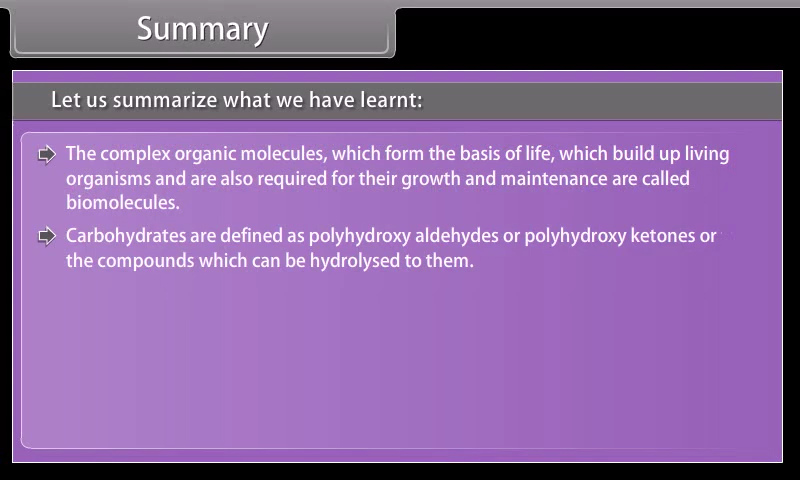 Summary
Let us summarize what we have learnt:
The complex organic molecules, which form the basis of life, which build up living
organisms and are also required for their growth and maintenance are called
biomolecules.
Carbohydrates are defined as polyhydroxy aldehydes or polyhydroxy ketones or
the compounds which can be hydrolysed to them.